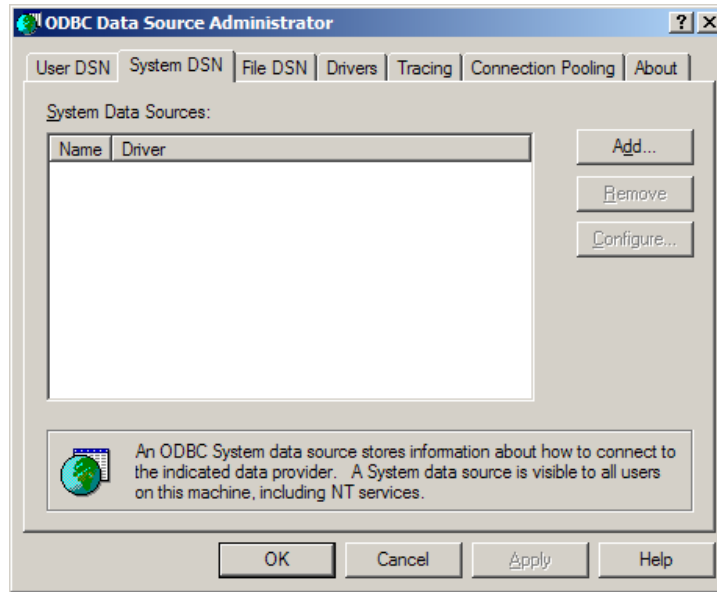 ODBC Data Source Administrator
User DSN System DSN File DSN Drivers Tracing Connection Pooling About
System Data Sources:
Name Driver
Add...
Remove
Configure...
An ODBC System data source stores information about how to connect to
the indicated data provider. A System data source is visible to all users
on this machine, including NT services.
OK Cancel Apply Help